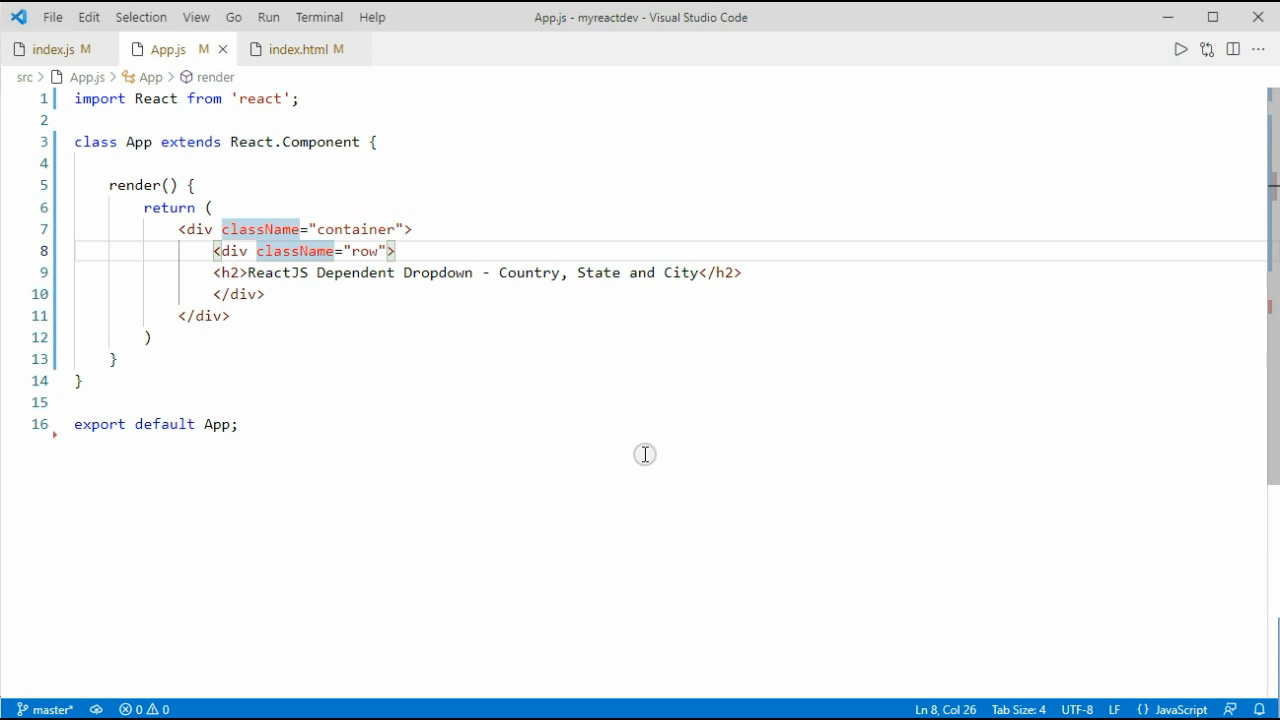 File Edit Selection View Go Run Terminal Help App.js - myreactdev - Visual Studio Code
index.js M App.js M index.html M
src > App.js > App > render
1 import React from 'react';
2
3 class App extends React.Component {
4
5 render() {
6 return (
7 <div className="container">
8 <div className="row">
9 <h2>ReactJS Dependent Dropdown - Country, State and City</h2>
10 </div>
11 </div>
12 )
13 }
14 }
15
16 export default App;
master* 0 0 Ln 8, Col 26 Tab Size: 4 UTF-8 LF {} JavaScript